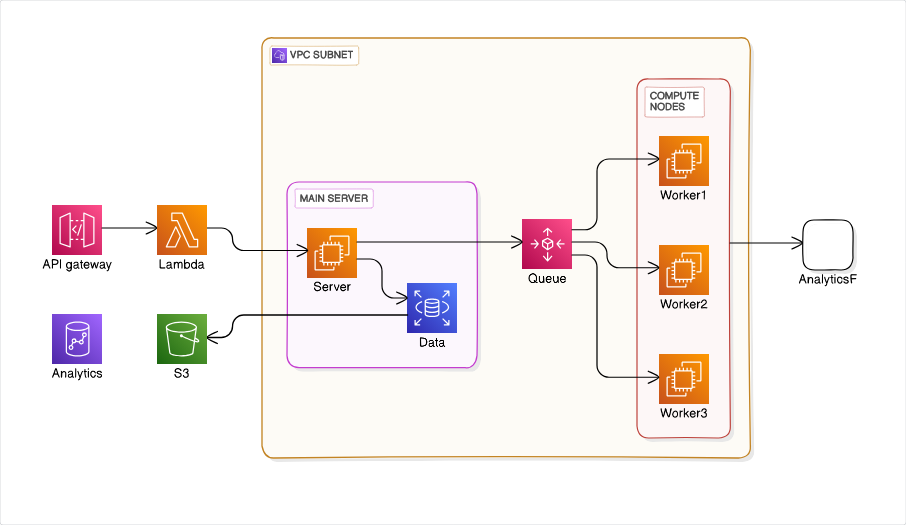 VPC SUBNET
COMPUTE
NODES
Worker1
MAIN SERVER
API gateway
Lambda
Server
Queue
Worker2
AnalyticsF
Data
Analytics
S3
Worker3